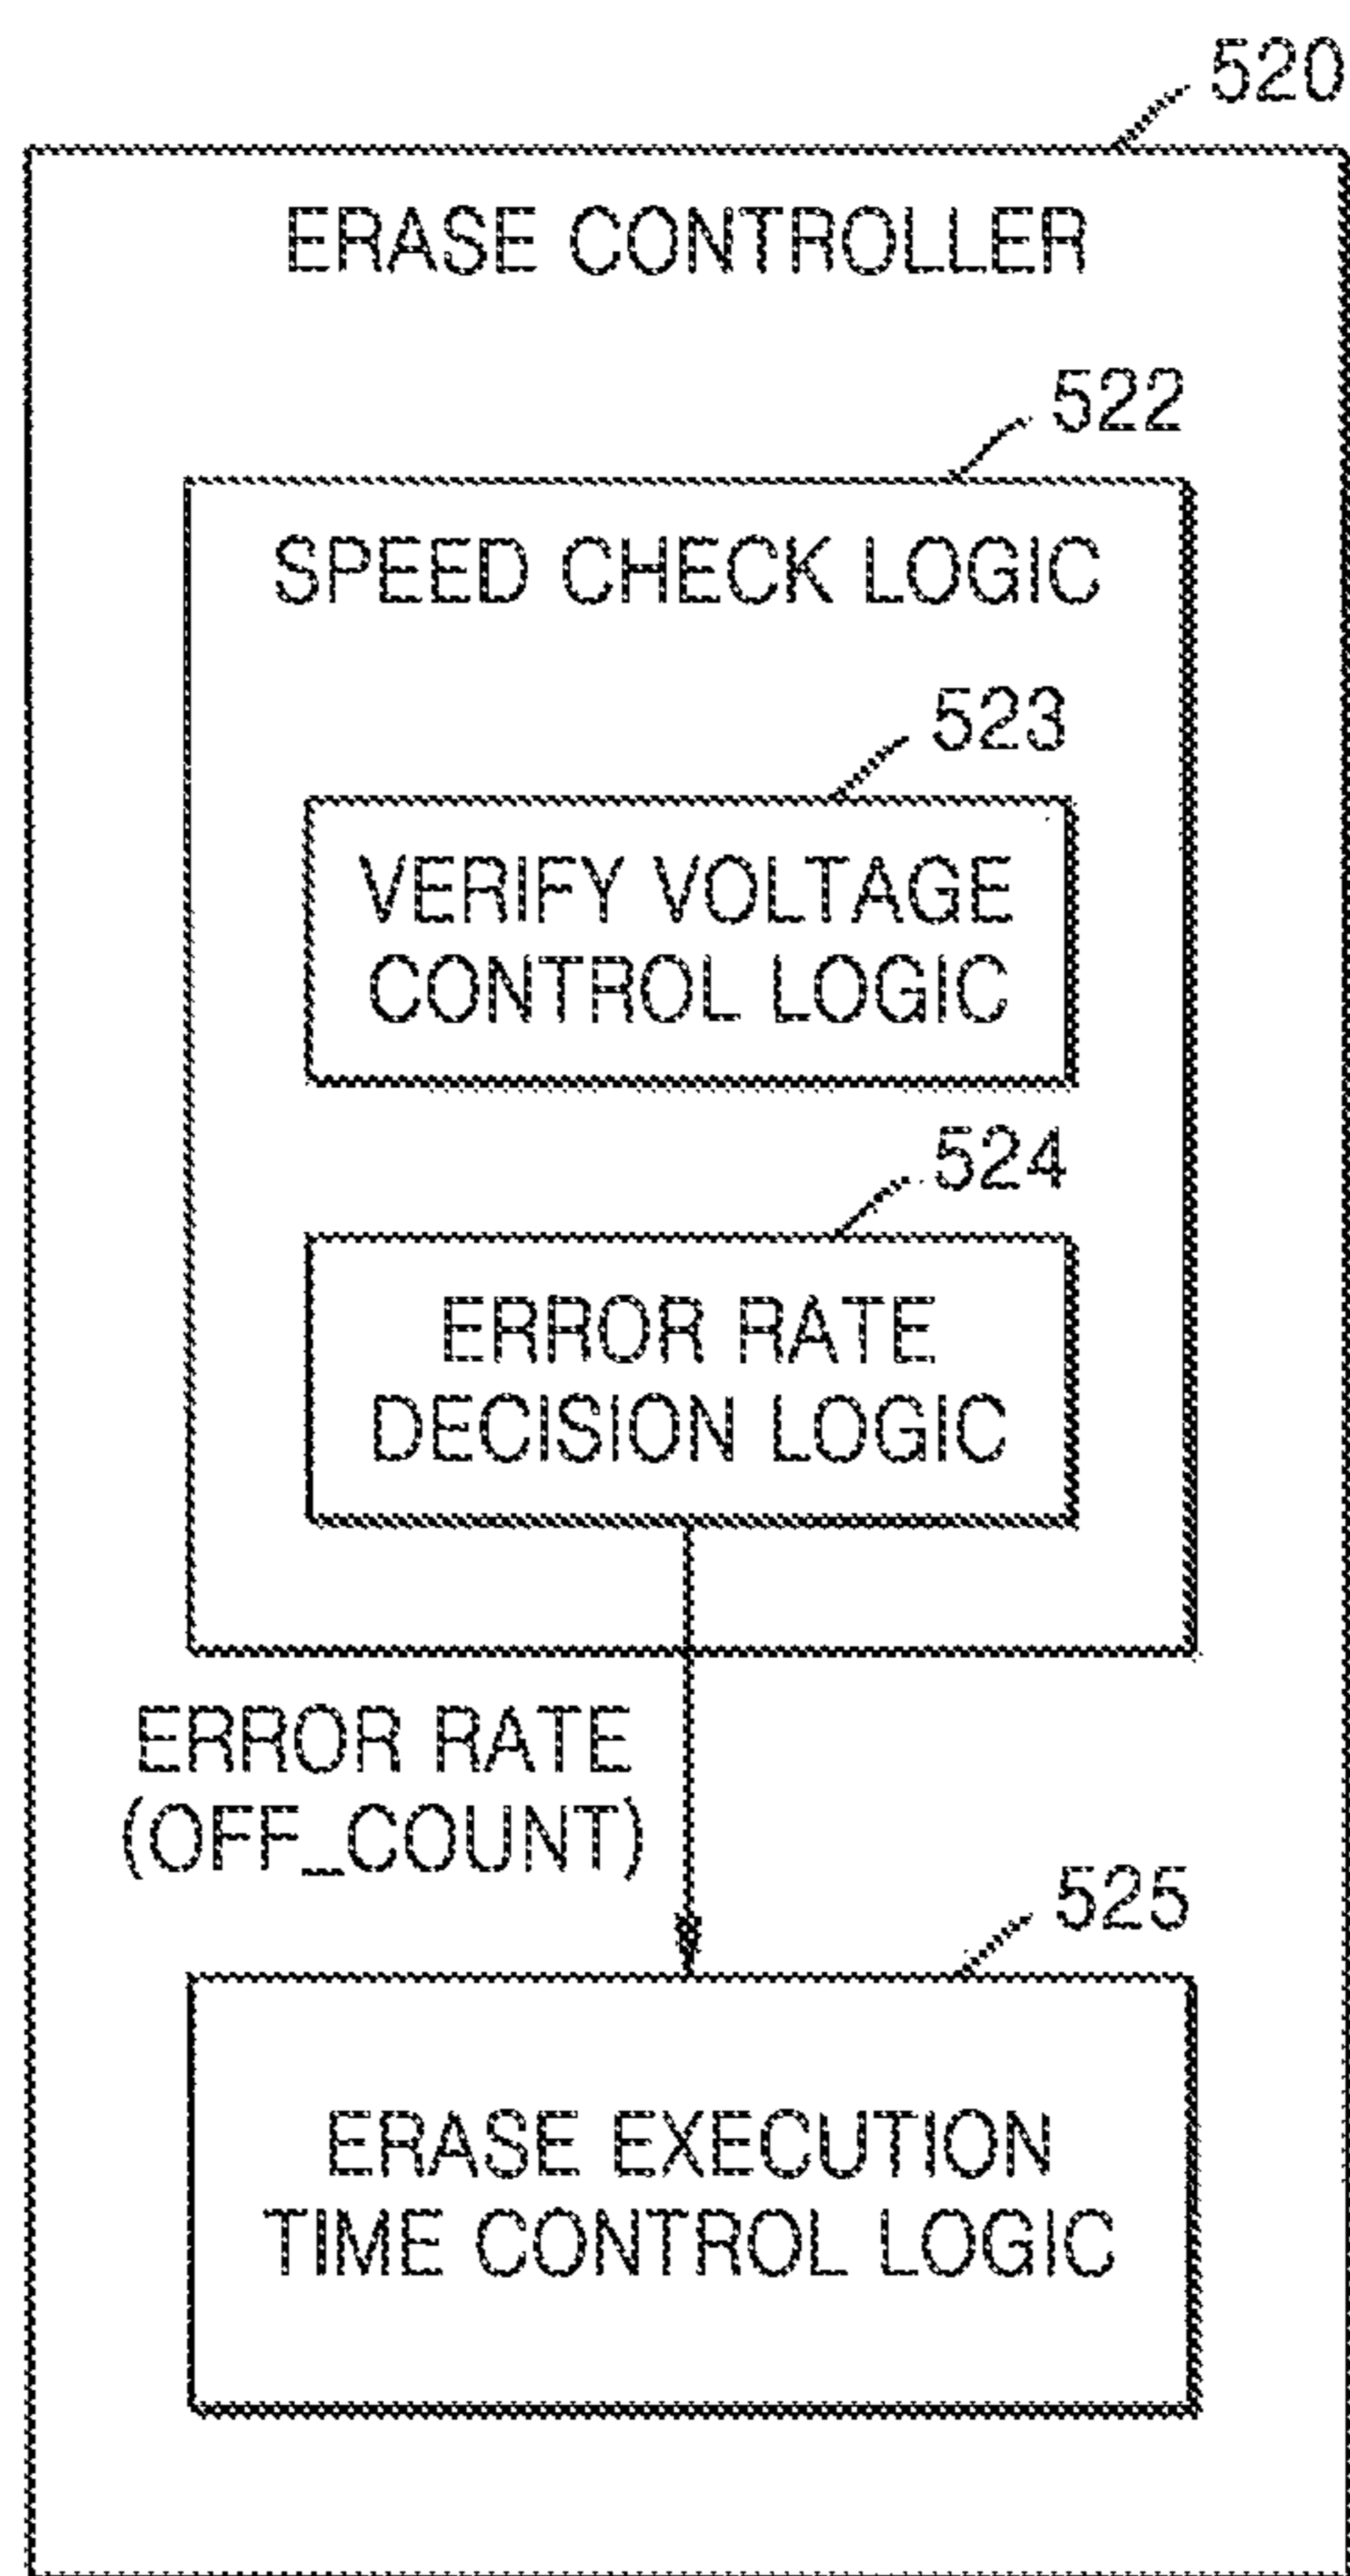 520
ERASE CONTROLLER
522
SPEED CHECK LOGIC
523
VERIFY VOLTAGE
CONTROL LOGIC
524
ERROR RATE
DECISION LOGIC
ERROR RATE
(OFF_COUNT)
525
ERASE EXECUTION
TIME CONTROL LOGIC